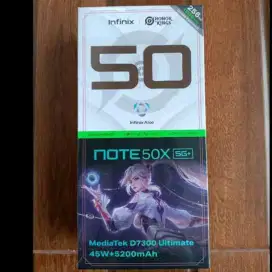 Infinix HONOR OF KINGS
50
Infinix AI∞
NOTE 50X 5G+
MediaTek D7300 Ultimate
45W+5200mAh